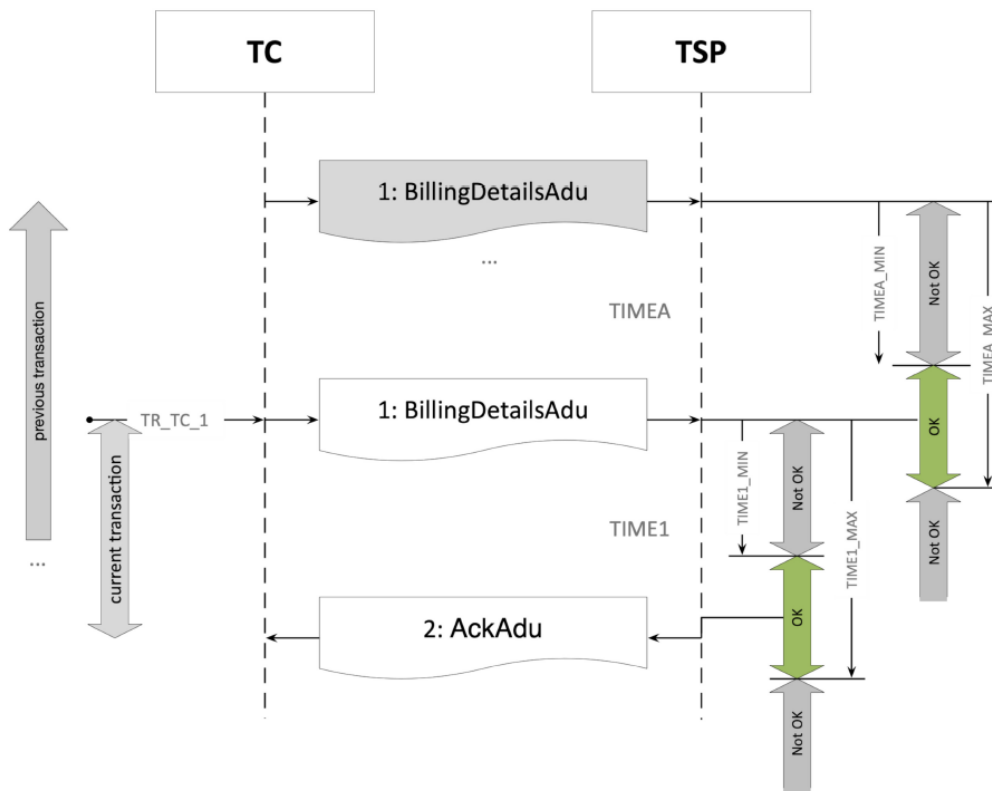 TC
TSP
1: BillingDetailsAdu
...
TIMEA
TIMEA_MIN
Not OK
TIMEA_MAX
previous transaction
...
TR_TC_1
1: BillingDetailsAdu
OK
current transaction
TIME1
TIME1_MIN
Not OK
TIME1_MAX
Not OK
2: AckAdu
OK
Not OK